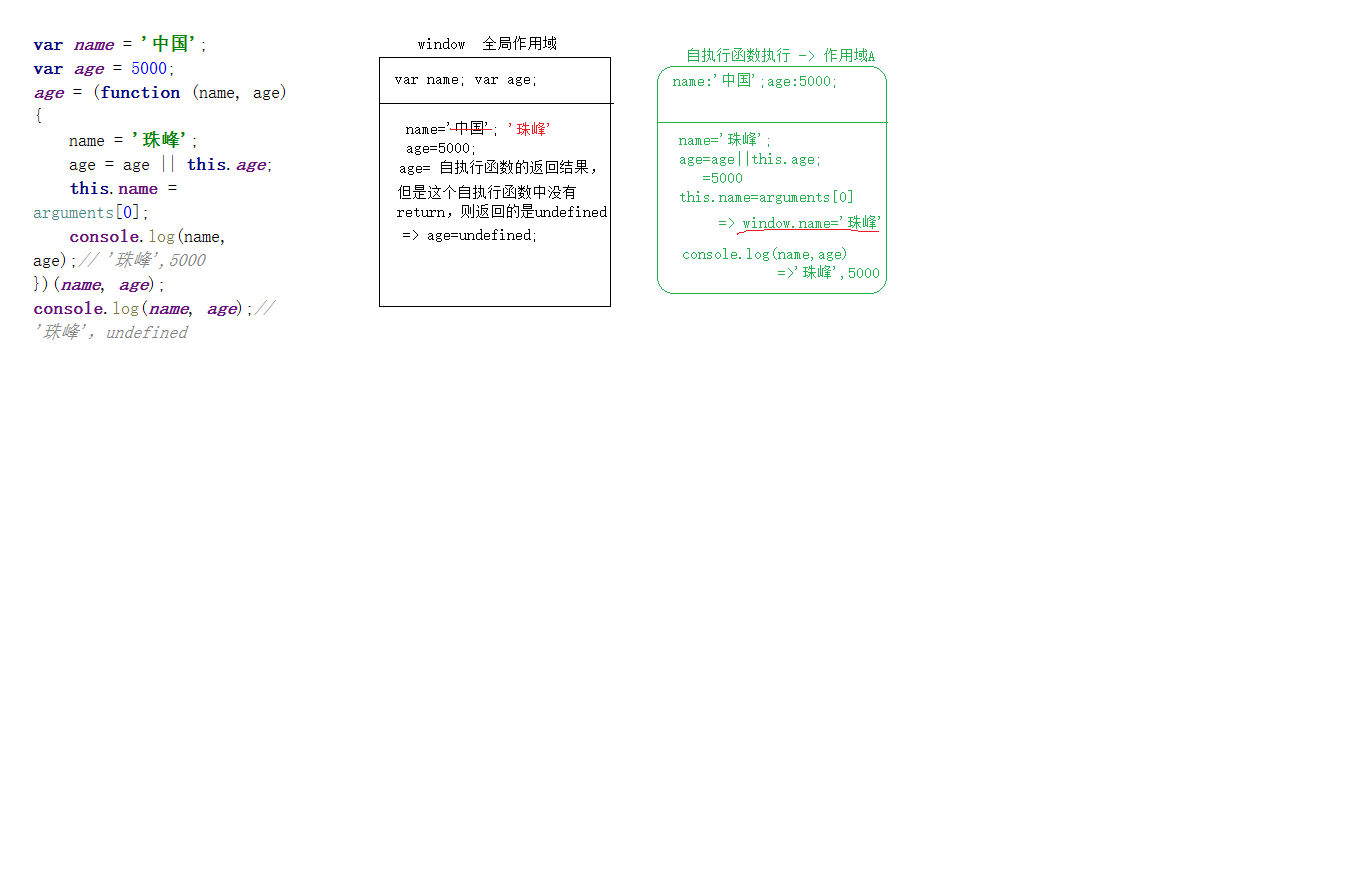 var name = '中国';
var age = 5000;
age = (function (name, age)
{
name = '珠峰';
age = age || this.age;
this.name =
arguments[0];
console.log(name,
age);// '珠峰',5000
})(name, age);
console.log(name, age);//
'珠峰', undefined
window 全局作用域
var name; var age;
name='中国'; '珠峰'
age=5000;
age= 自执行函数的返回结果,
但是这个自执行函数中没有
return，则返回的是undefined
=> age=undefined;
自执行函数执行 -> 作用域A
name:'中国';age:5000;
name='珠峰';
age=age||this.age;
=5000
this.name=arguments[0]
=> window.name='珠峰'
console.log(name,age)
=>'珠峰',5000